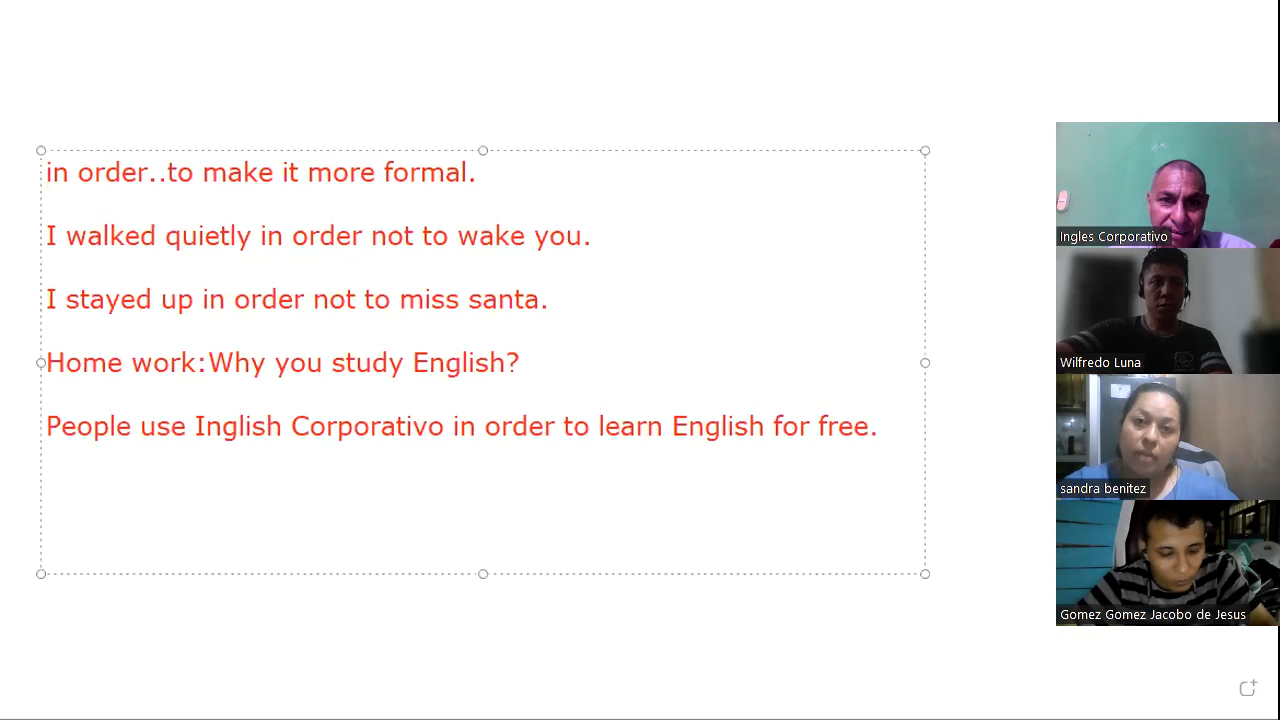 in order..to make it more formal.
I walked quietly in order not to wake you.
I stayed up in order not to miss santa.
Home work:Why you study English?
People use Inglish Corporativo in order to learn English for free.
Ingles Corporativo
Wilfredo Luna
sandra benitez
Gomez Gomez Jacobo de Jesus